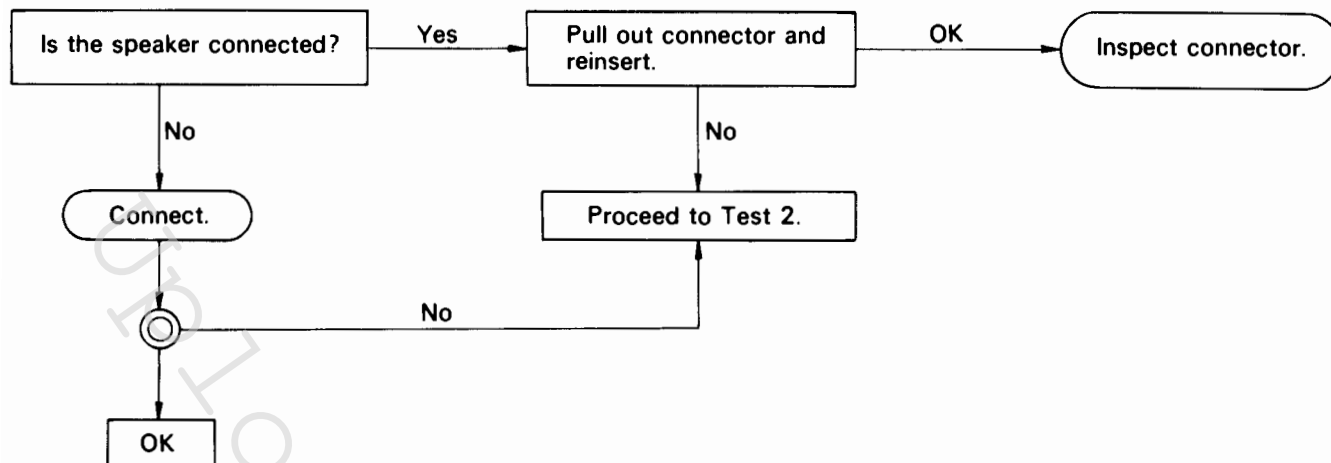 Is the speaker connected?
Yes
Pull out connector and
reinsert.
OK
Inspect connector.
No
No
Connect.
Proceed to Test 2.
No
OK